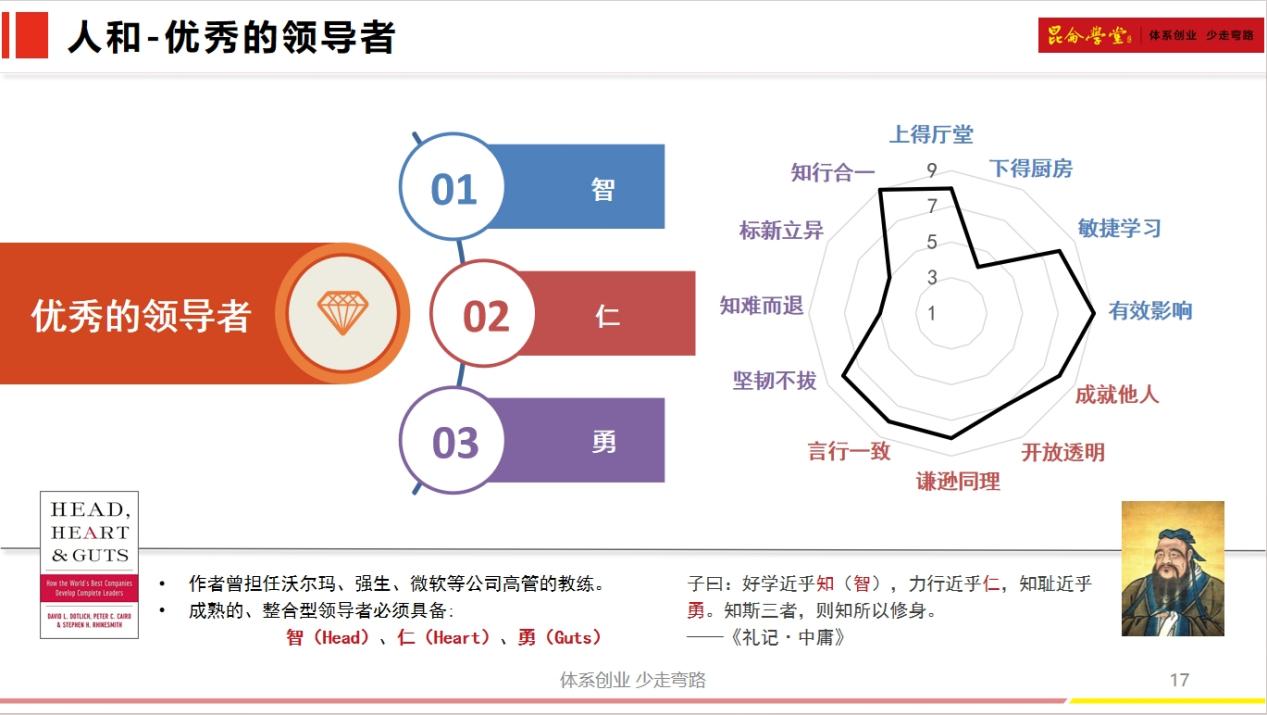 人和-优秀的领导者
昆仑学堂
体系创业 少走弯路
优秀的领导者
01
智
02
仁
03
勇
上得厅堂
下得厨房
敏捷学习
有效影响
成就他人
开放透明
谦逊同理
言行一致
坚韧不拔
知难而退
标新立异
知行合一
9
7
5
3
1
HEAD,
HEART
& GUTS
How the World's Best Companies
Develop Complete Leaders
DAVID L. DOTLICH, PETER C. CAIRO
& STEPHEN H. RHINESMITH
• 作者曾担任沃尔玛、强生、微软等公司高管的教练。
• 成熟的、整合型领导者必须具备:
智（Head）、仁（Heart）、勇（Guts）
子曰：好学近乎知（智），力行近乎仁，知耻近乎
勇。知斯三者，则知所以修身。
——《礼记·中庸》
体系创业 少走弯路
17